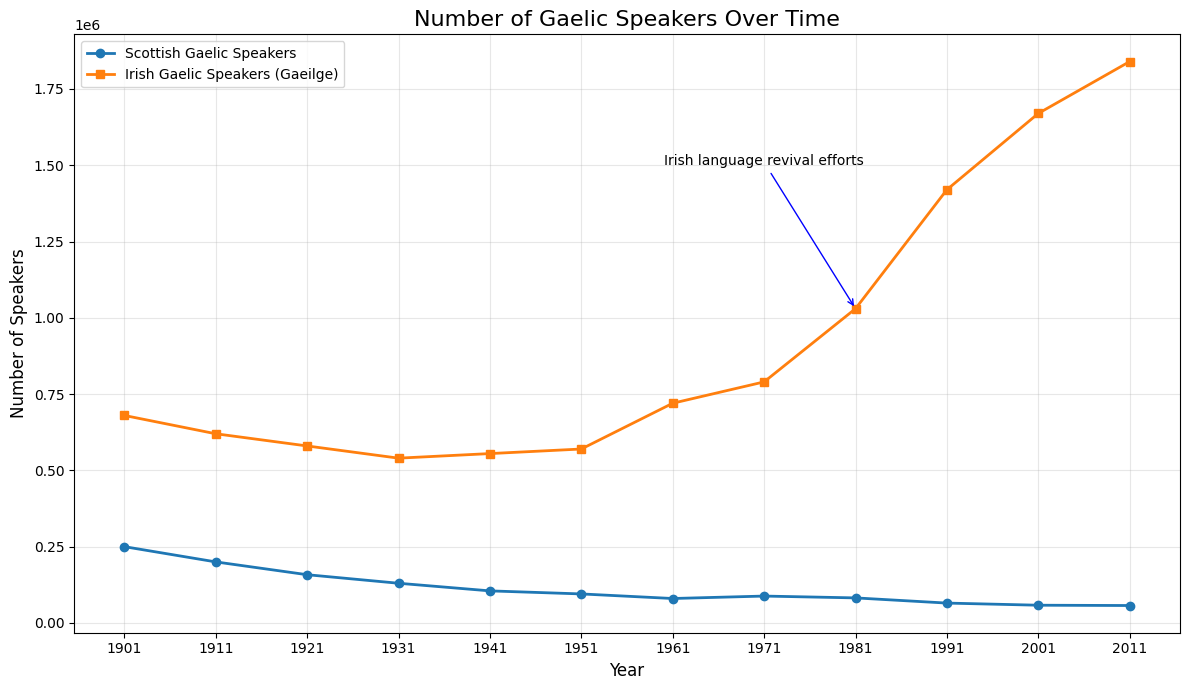 Number of Gaelic Speakers Over Time
1e6
Scottish Gaelic Speakers
Irish Gaelic Speakers (Gaeilge)
Irish language revival efforts
Number of Speakers
1.75
1.50
1.25
1.00
0.75
0.50
0.25
0.00
1901 1911 1921 1931 1941 1951 1961 1971 1981 1991 2001 2011
Year